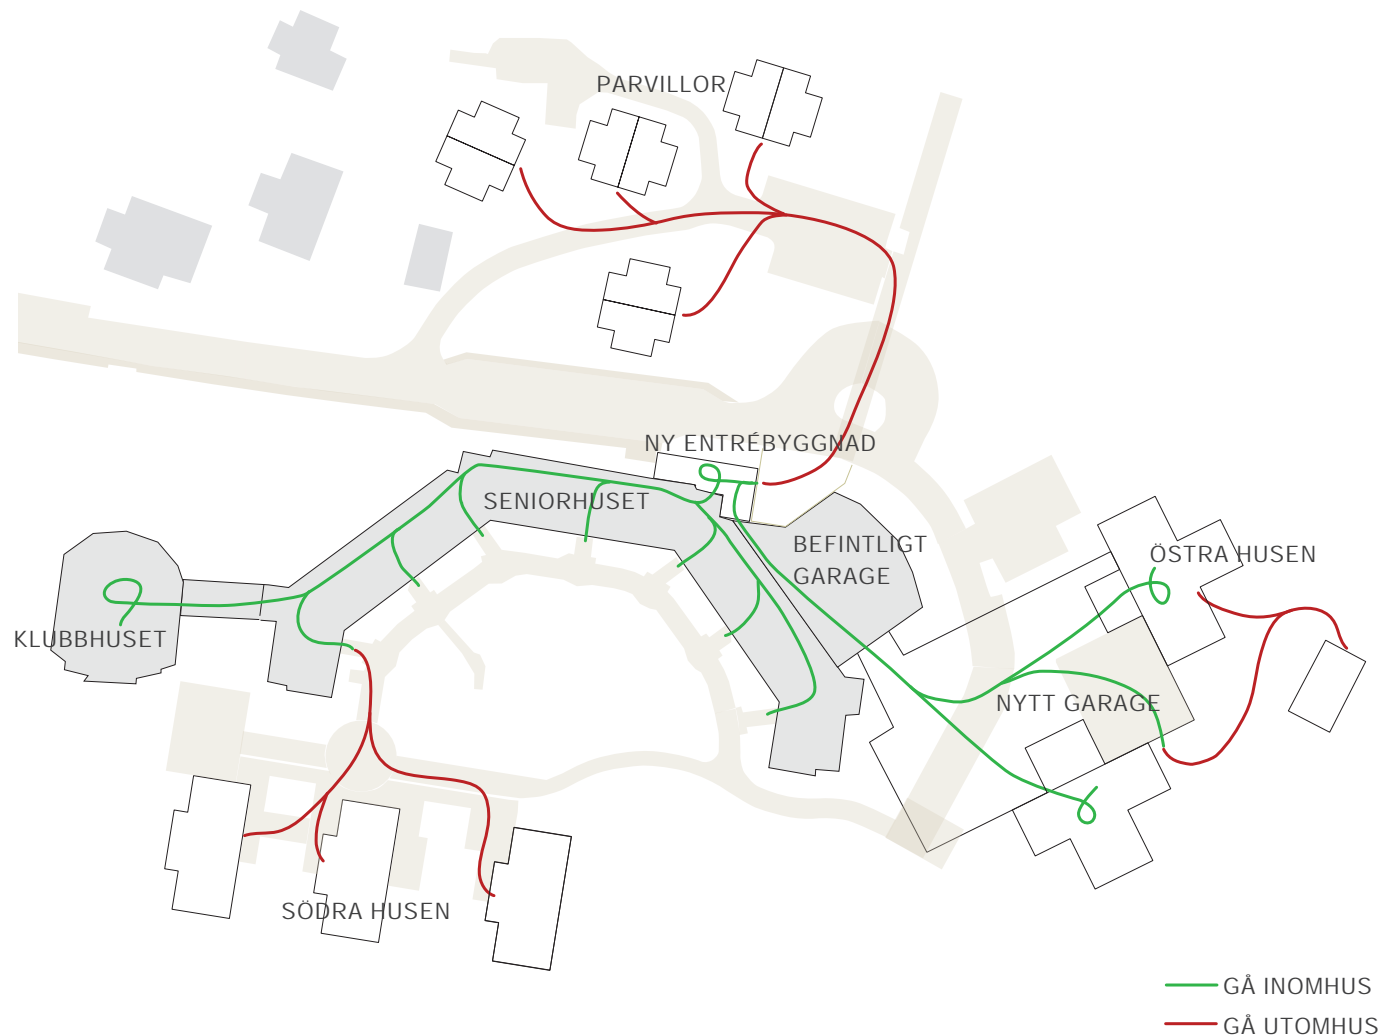 PARVILLOR
NY ENTRÉBYGGNAD
SENIORHUSET
BEFINTLIGT
GARAGE
ÖSTRA HUSEN
KLUBBHUSET
NYTT GARAGE
SÖDRA HUSEN
GÅ INOMHUS
GÅ UTOMHUS